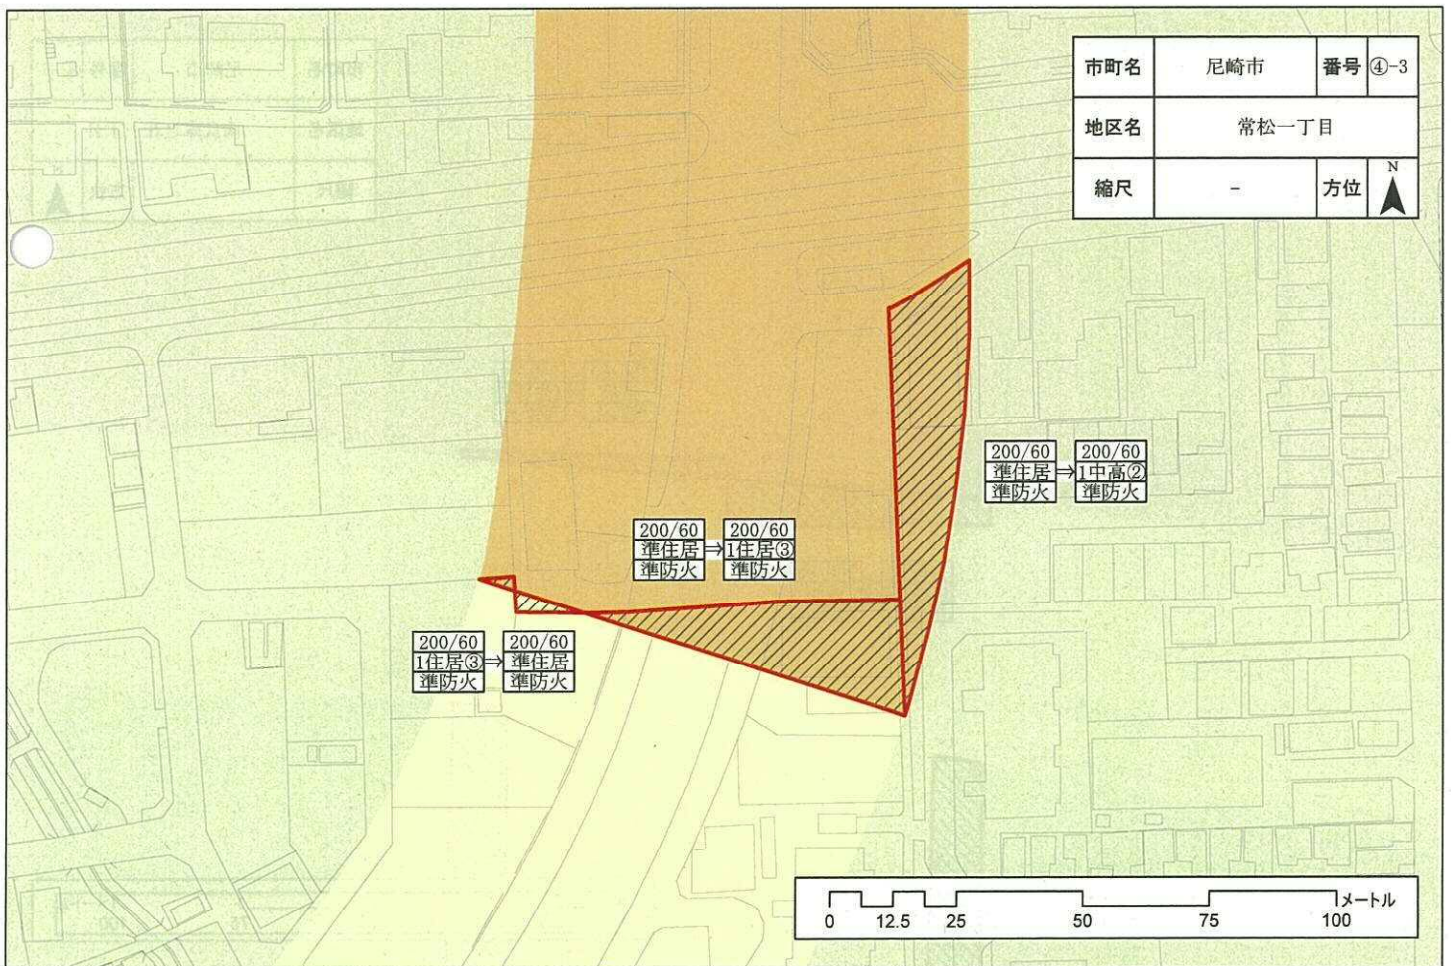 市町名 尼崎市 番号 ④-3
地区名 常松一丁目
縮尺 - 方位 N
200/60 200/60
準住居⇒1中高②
準防火 準防火
200/60 200/60
準住居⇒1住居③
準防火 準防火
200/60 200/60
1住居③⇒準住居
準防火 準防火
メートル
0 12.5 25 50 75 100